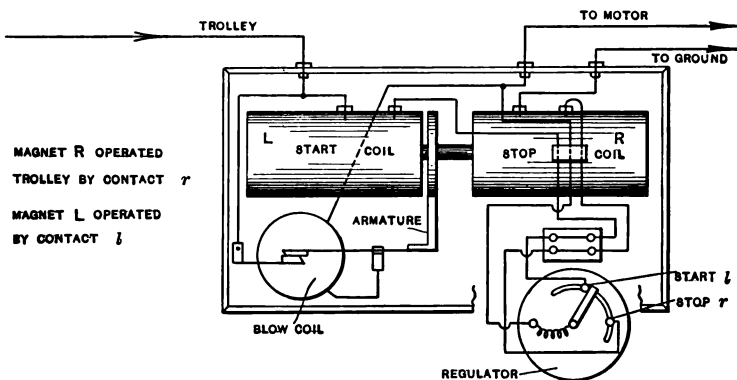 TROLLEY
TO MOTOR
TO GROUND
L
START COIL
STOP COIL
R
MAGNET R OPERATED
TROLLEY BY CONTACT r
MAGNET L OPERATED
BY CONTACT l
ARMATURE
BLOW COIL
START l
STOP r
REGULATOR